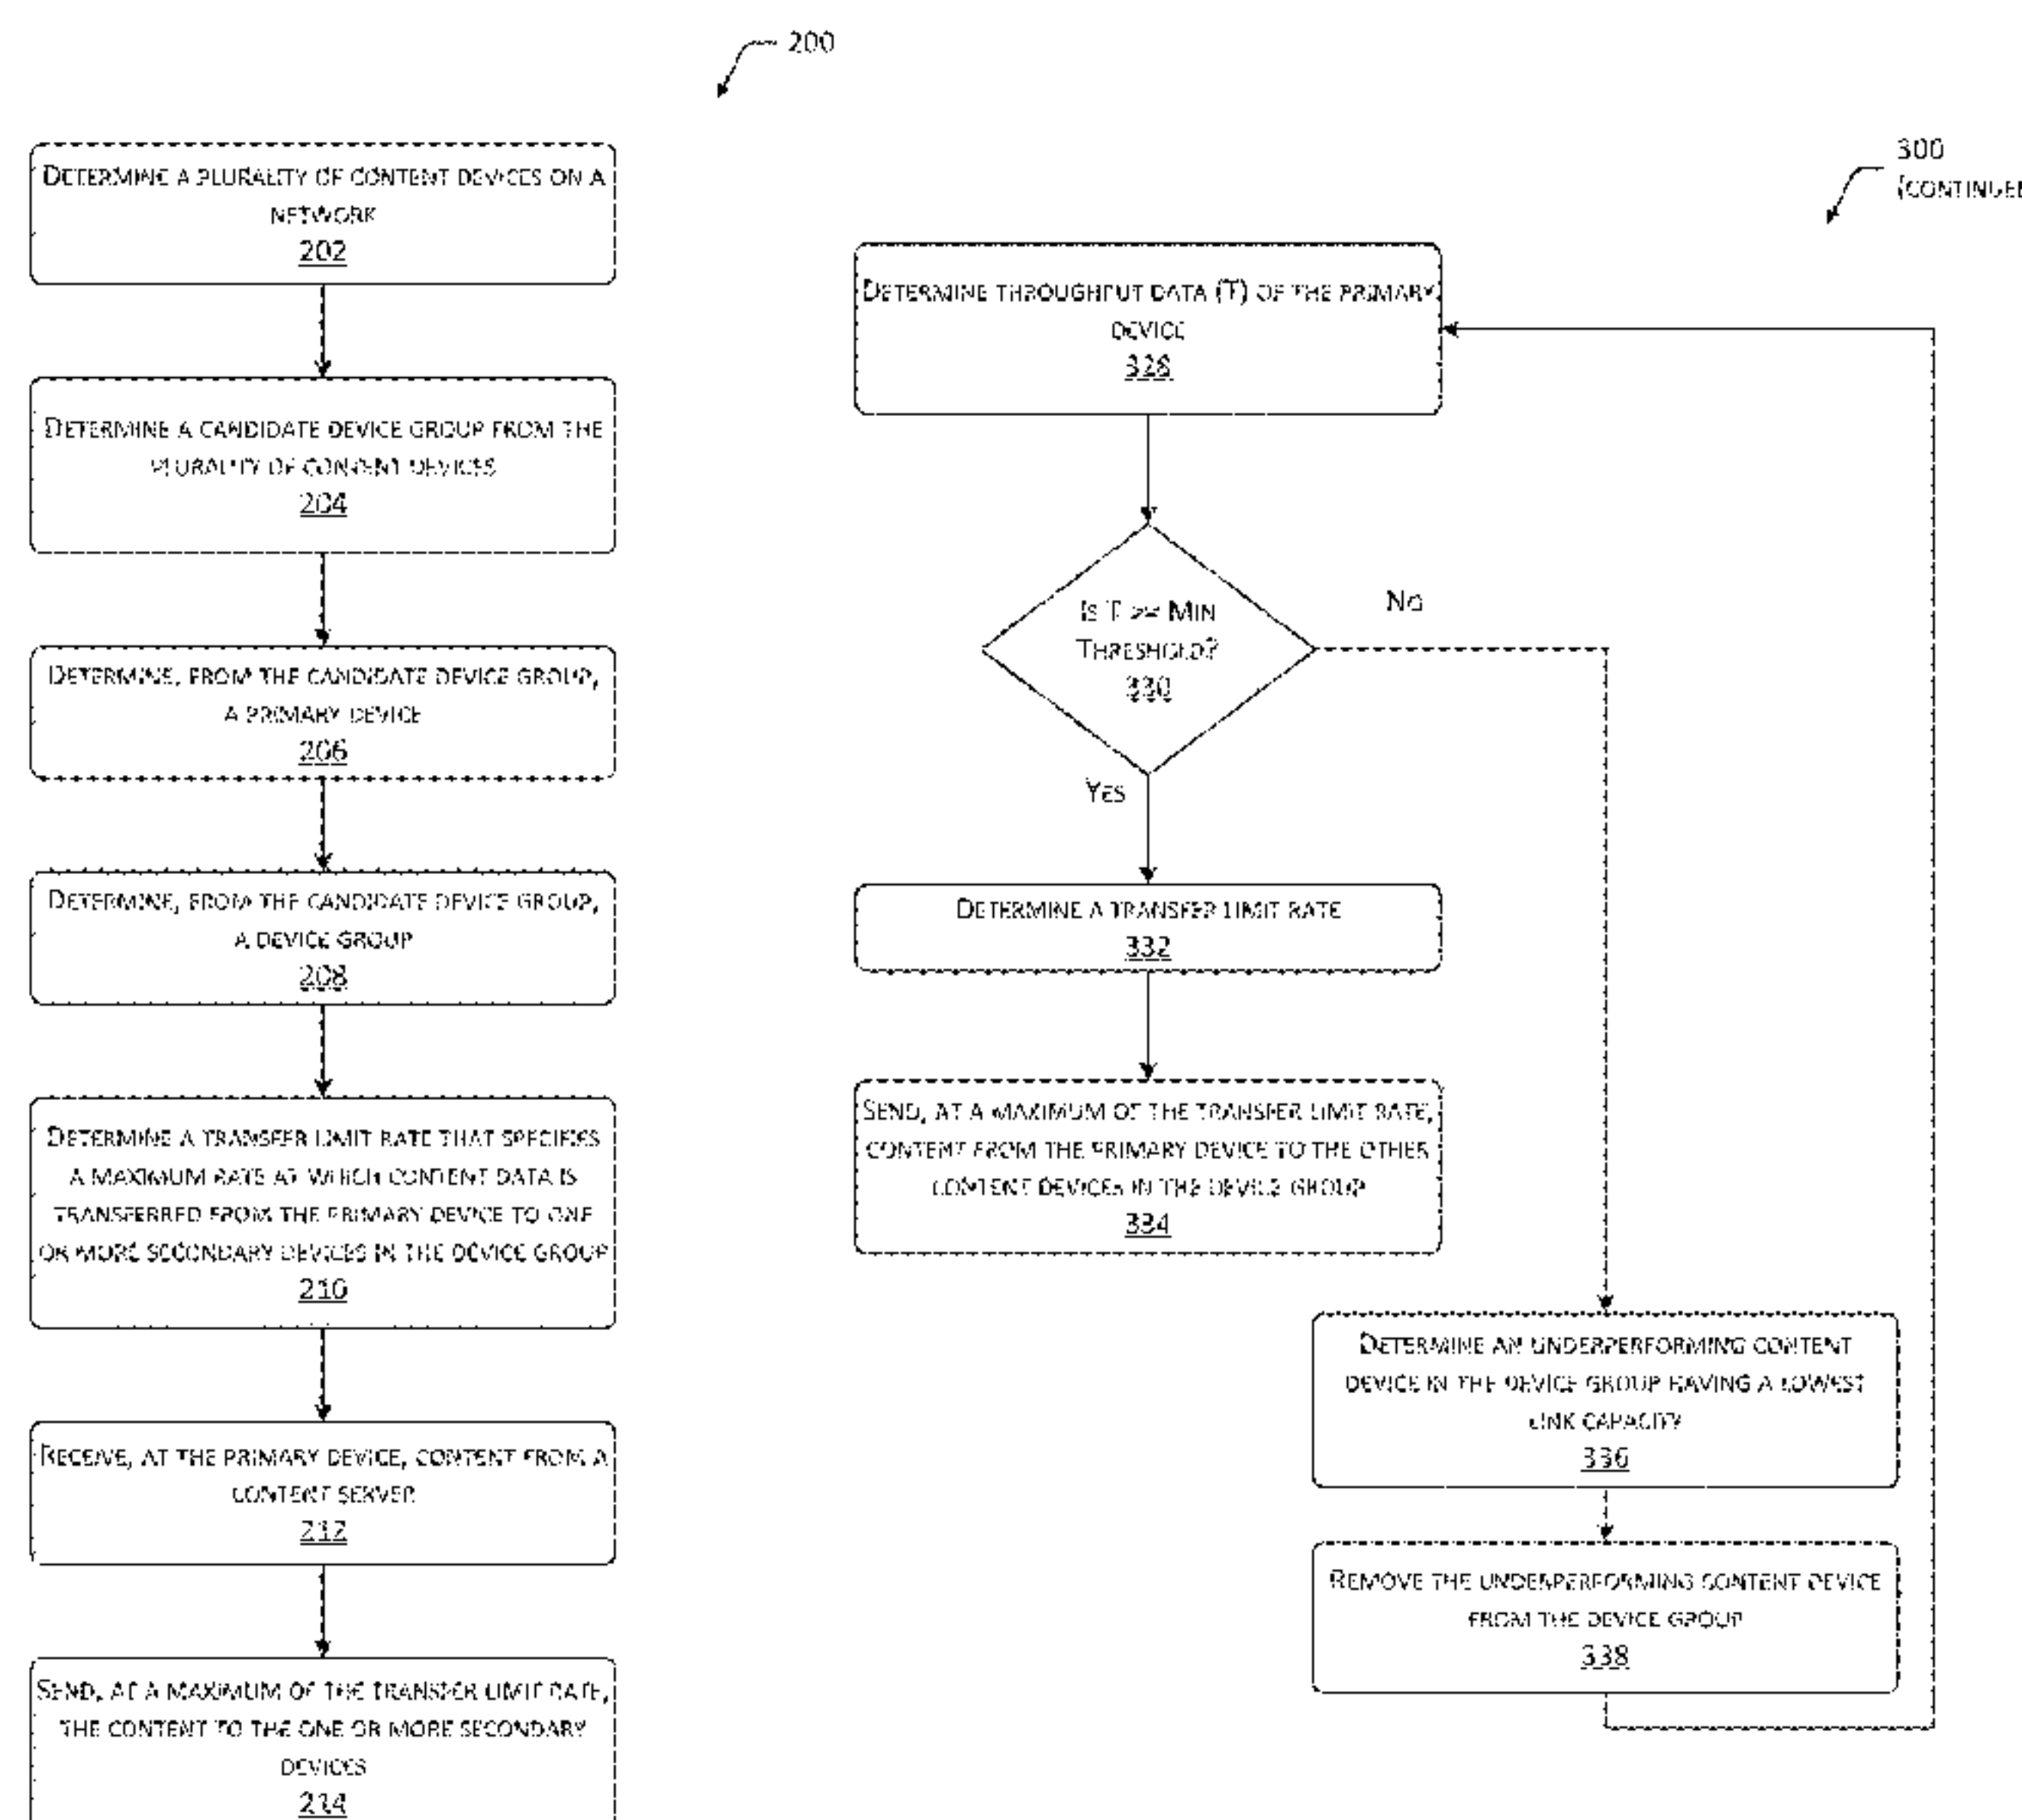 200
DETERMINE A PLURALITY OF CONTENT DEVICES ON A
NETWORK
202
DETERMINE A CANDIDATE DEVICE GROUP FROM THE
PLURALITY OF CONTENT DEVICES
204
DETERMINE, FROM THE CANDIDATE DEVICE GROUP,
A PRIMARY DEVICE
206
DETERMINE, FROM THE CANDIDATE DEVICE GROUP,
A DEVICE GROUP
208
DETERMINE A TRANSFER LIMIT RATE THAT SPECIFIES
A MAXIMUM RATE AT WHICH CONTENT DATA IS
TRANSFERRED FROM THE PRIMARY DEVICE TO ONE
OR MORE SECONDARY DEVICES IN THE DEVICE GROUP
210
RECEIVE, AT THE PRIMARY DEVICE, CONTENT FROM A
CONTENT SERVER
212
SEND, AT A MAXIMUM OF THE TRANSFER LIMIT RATE,
THE CONTENT TO THE ONE OR MORE SECONDARY
DEVICES
214
300
(CONTINUED
DETERMINE THROUGHPUT DATA (T) OF THE PRIMARY
DEVICE
328
IS T >= MIN
THRESHOLD?
330
NO
YES
DETERMINE A TRANSFER LIMIT RATE
332
SEND, AT A MAXIMUM OF THE TRANSFER LIMIT RATE,
CONTENT FROM THE PRIMARY DEVICE TO THE OTHER
CONTENT DEVICES IN THE DEVICE GROUP
334
DETERMINE AN UNDERPERFORMING CONTENT
DEVICE IN THE DEVICE GROUP HAVING A LOWEST
LINK CAPACITY
336
REMOVE THE UNDERPERFORMING CONTENT DEVICE
FROM THE DEVICE GROUP
338